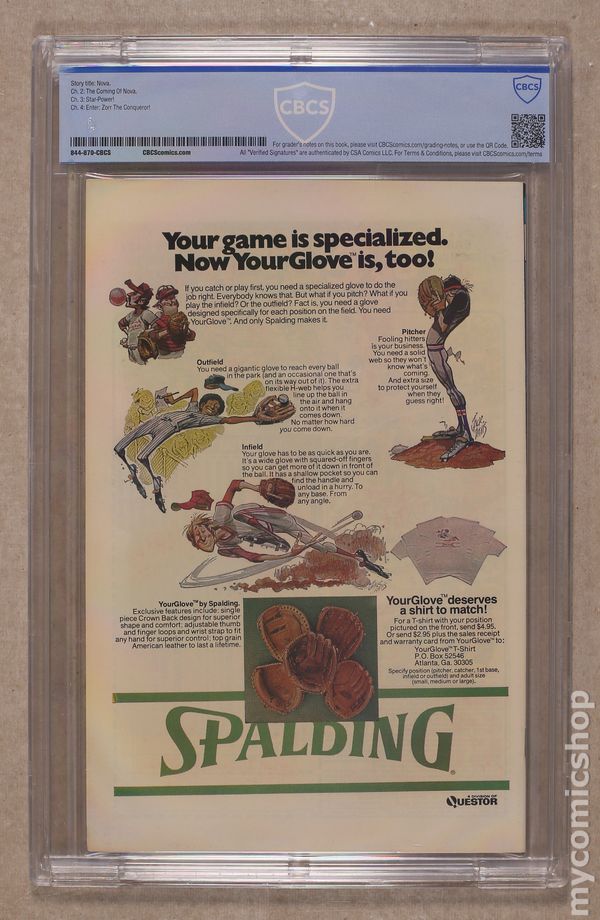 Story title: Nova.
Ch. 2: The Coming Of Nova.
Ch. 3: Star-Power!
Ch. 4: Enter: Zorr The Conqueror!
CBCS
CBCS
844-879-CBCS
CBCScomics.com
For grader's notes on this book, please visit CBCScomics.com/grading-notes, or use the QR Code.
All "Verified Signatures" are authenticated by CSA Comics LLC. For Terms & Conditions, please visit CBCScomics.com/terms
Your game is specialized.
Now YourGlove™ is, too!
If you catch or play first, you need a specialized glove to do the
job right. Everybody knows that. But what if you pitch? What if you
play the infield? Or the outfield? Fact is, you need a glove
designed specifically for each position on the field. You need
YourGlove™. And only Spalding makes it.
Pitcher
Fooling hitters
is your business.
You need a solid
web so they won't
know what's
coming.
And extra size
to protect yourself
when they
guess right!
Outfield
You need a gigantic glove to reach every ball
in the park (and an occasional one that's
on its way out of it). The extra
flexible H-web helps you
line up the ball in
the air and hang
onto it when it
comes down.
No matter how hard
you come down.
Infield
Your glove has to be as quick as you are.
It's a wide glove with squared-off fingers
so you can get more of it down in front of
the ball. It has a shallow pocket so you can
find the handle and
unload in a hurry. To
any base. From
any angle.
YourGlove™ by Spalding.
Exclusive features include: single
piece Crown Back design for superior
shape and comfort; adjustable thumb
and finger loops and wrist strap to fit
any hand for superior control; top grain
American leather to last a lifetime.
YourGlove™ deserves
a shirt to match!
For a T-shirt with your position
pictured on the front, send $4.95.
Or send $2.95 plus the sales receipt
and warranty card from YourGlove™ to:
YourGlove™ T-Shirt
P.O. Box 52546
Atlanta, Ga. 30305
Specify position (pitcher, catcher, 1st base,
infield or outfield) and adult size
(small, medium or large).
SPALDING®
A DIVISION OF
QUESTOR
mycomicshop